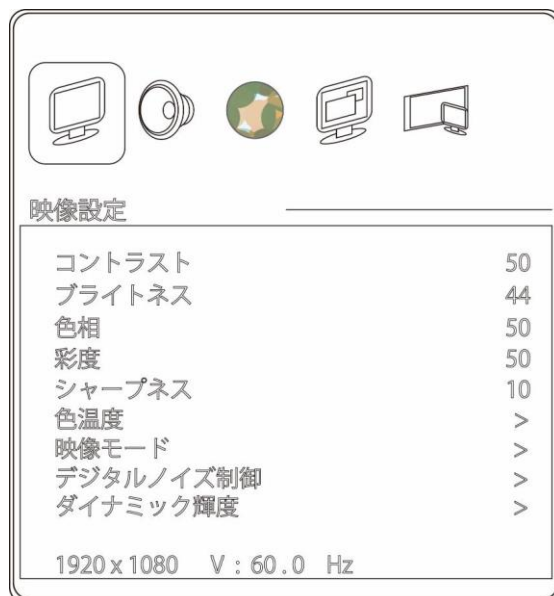 映像設定
コントラスト 50
ブライトネス 44
色相 50
彩度 50
シャープネス 10
色温度 >
映像モード >
デジタルノイズ制御 >
ダイナミック輝度 >
1920 x 1080 V : 60.0 Hz